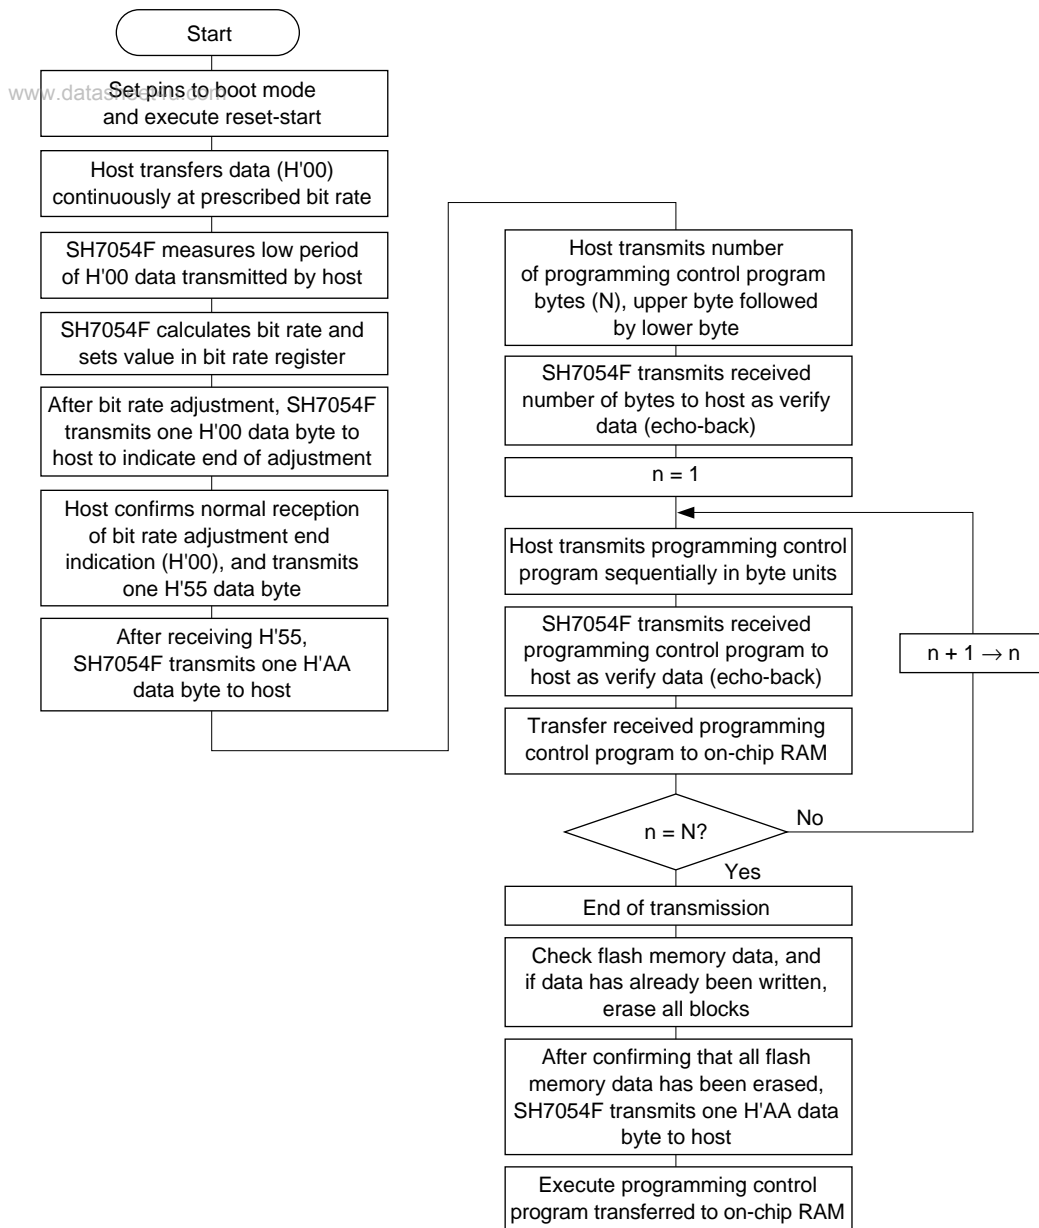 Start
www.datasheet4u.com
Set pins to boot mode
and execute reset-start
Host transfers data (H'00)
continuously at prescribed bit rate
SH7054F measures low period
of H'00 data transmitted by host
SH7054F calculates bit rate and
sets value in bit rate register
After bit rate adjustment, SH7054F
transmits one H'00 data byte to
host to indicate end of adjustment
Host confirms normal reception
of bit rate adjustment end
indication (H'00), and transmits
one H'55 data byte
After receiving H'55,
SH7054F transmits one H'AA
data byte to host
Host transmits number
of programming control program
bytes (N), upper byte followed
by lower byte
SH7054F transmits received
number of bytes to host as verify
data (echo-back)
n = 1
Host transmits programming control
program sequentially in byte units
SH7054F transmits received
programming control program to
host as verify data (echo-back)
n + 1 → n
Transfer received programming
control program to on-chip RAM
n = N?
No
Yes
End of transmission
Check flash memory data, and
if data has already been written,
erase all blocks
After confirming that all flash
memory data has been erased,
SH7054F transmits one H'AA data
byte to host
Execute programming control
program transferred to on-chip RAM